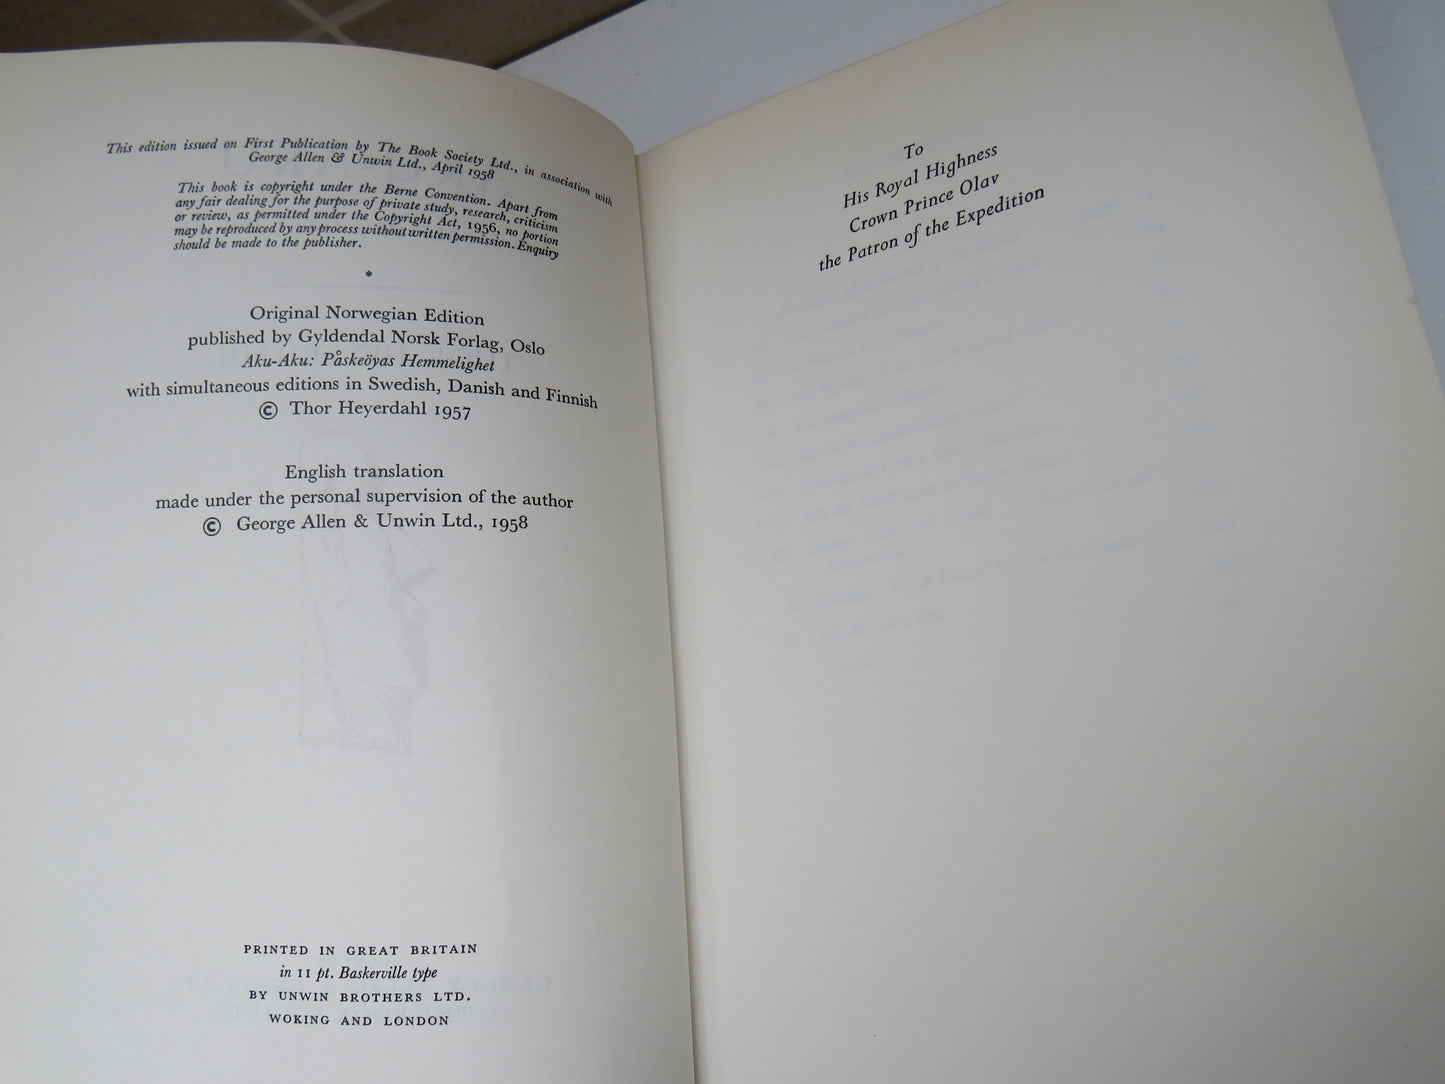 This edition issued on First Publication by The Book Society Ltd., in association with
George Allen & Unwin Ltd., April 1958
This book is copyright under the Berne Convention. Apart from
any fair dealing for the purpose of private study, research, criticism
or review, as permitted under the Copyright Act, 1956, no portion
may be reproduced by any process without written permission. Enquiry
should be made to the publisher.
*
Original Norwegian Edition
published by Gyldendal Norsk Forlag, Oslo
Aku-Aku: Påskeöyas Hemmelighet
with simultaneous editions in Swedish, Danish and Finnish
© Thor Heyerdahl 1957
English translation
made under the personal supervision of the author
© George Allen & Unwin Ltd., 1958
PRINTED IN GREAT BRITAIN
in 11 pt. Baskerville type
BY UNWIN BROTHERS LTD.
WOKING AND LONDON
To
His Royal Highness
Crown Prince Olav
the Patron of the Expedition